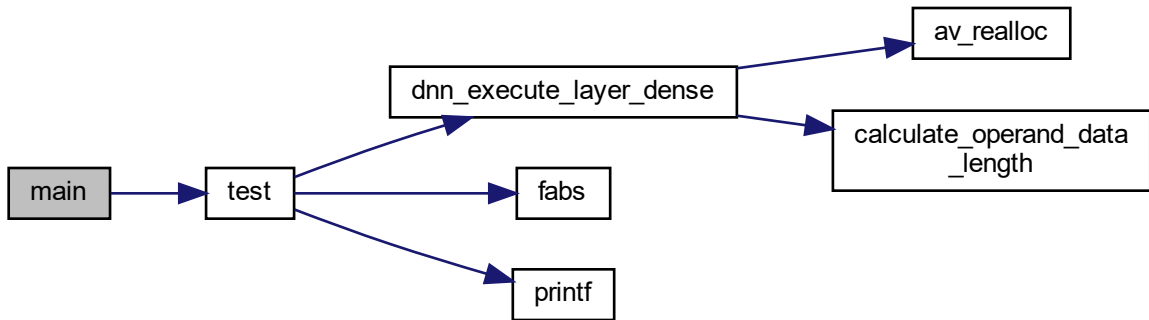 main
test
dnn_execute_layer_dense
av_realloc
calculate_operand_data
_length
fabs
printf